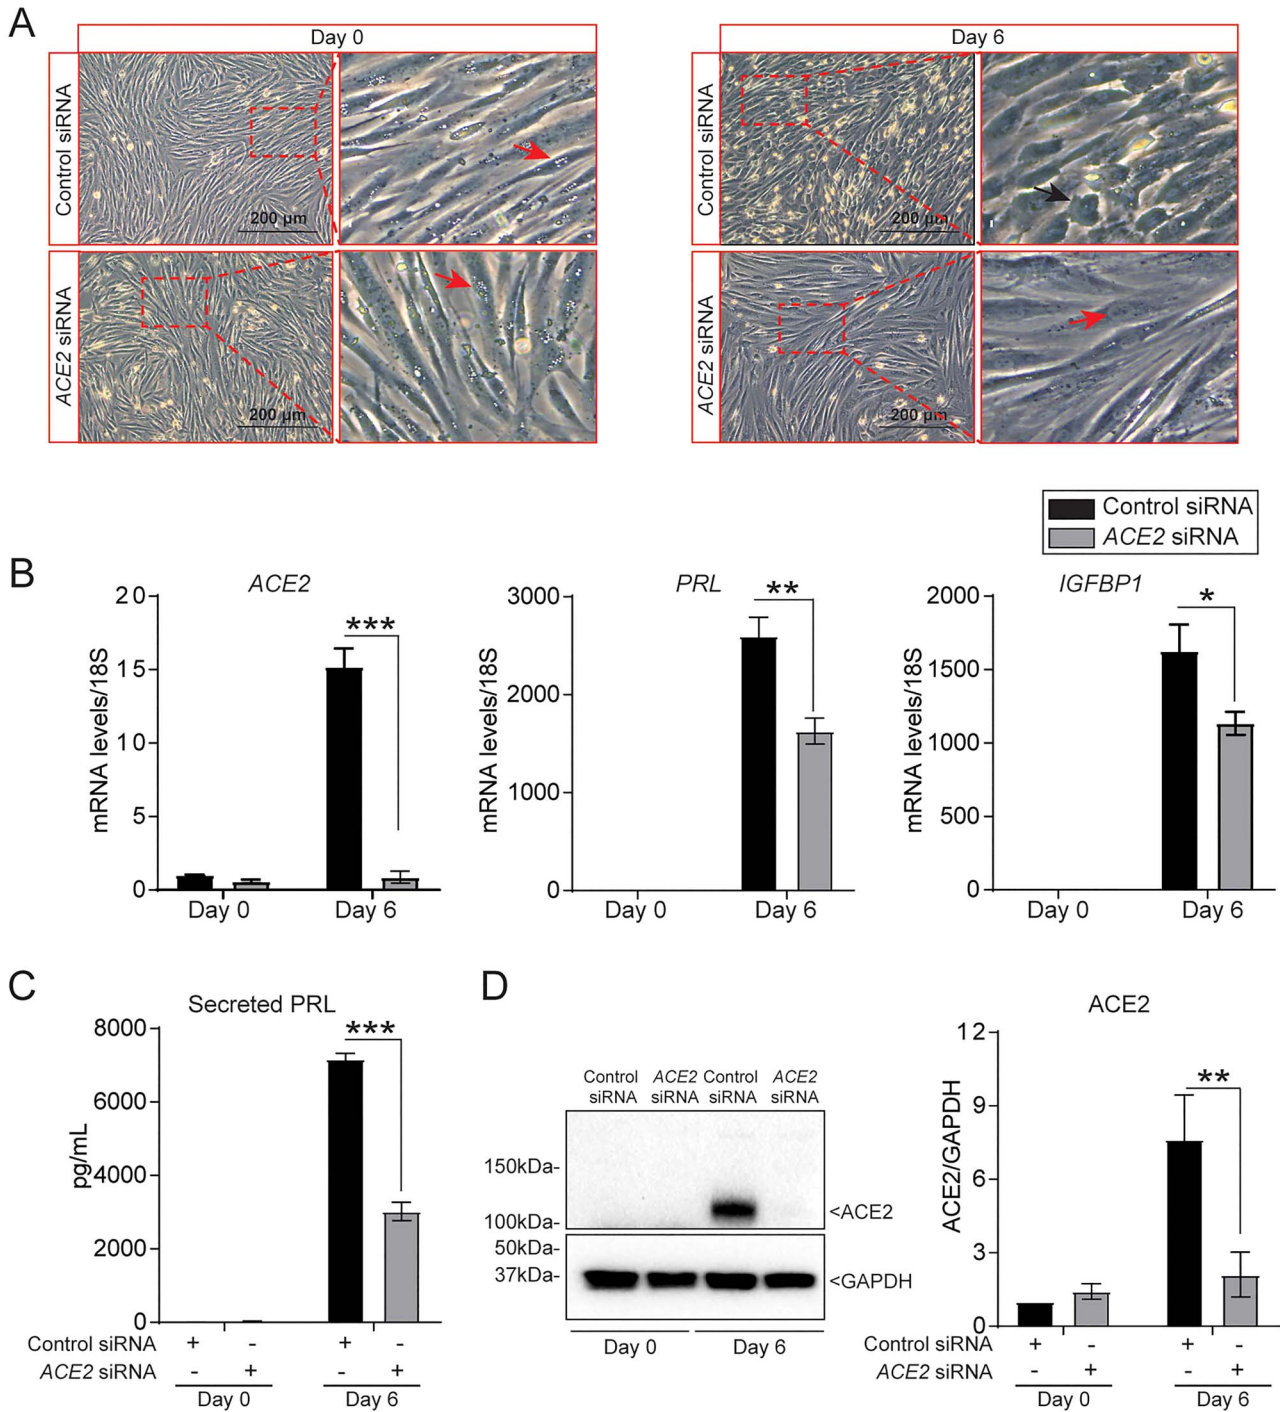 A
Day 0
Day 6
Control siRNA
200 µm
Control siRNA
200 µm
ACE2 siRNA
200 µm
ACE2 siRNA
200 µm
Control siRNA
ACE2 siRNA
B
ACE2
mRNA levels/18S
20
15
10
5
0
***
Day 0
Day 6
PRL
mRNA levels/18S
3000
2000
1000
0
**
Day 0
Day 6
IGFBP1
mRNA levels/18S
2000
1500
1000
500
0
*
Day 0
Day 6
C
Secreted PRL
pg/mL
8000
6000
4000
2000
0
***
Control siRNA + - + -
ACE2 siRNA - + - +
Day 0
Day 6
D
Control siRNA
ACE2 siRNA
Control siRNA
ACE2 siRNA
150kDa-
100kDa-
<ACE2
50kDa-
37kDa-
<GAPDH
Day 0
Day 6
ACE2
ACE2/GAPDH
12
9
6
3
0
**
Control siRNA + - + -
ACE2 siRNA - + - +
Day 0
Day 6